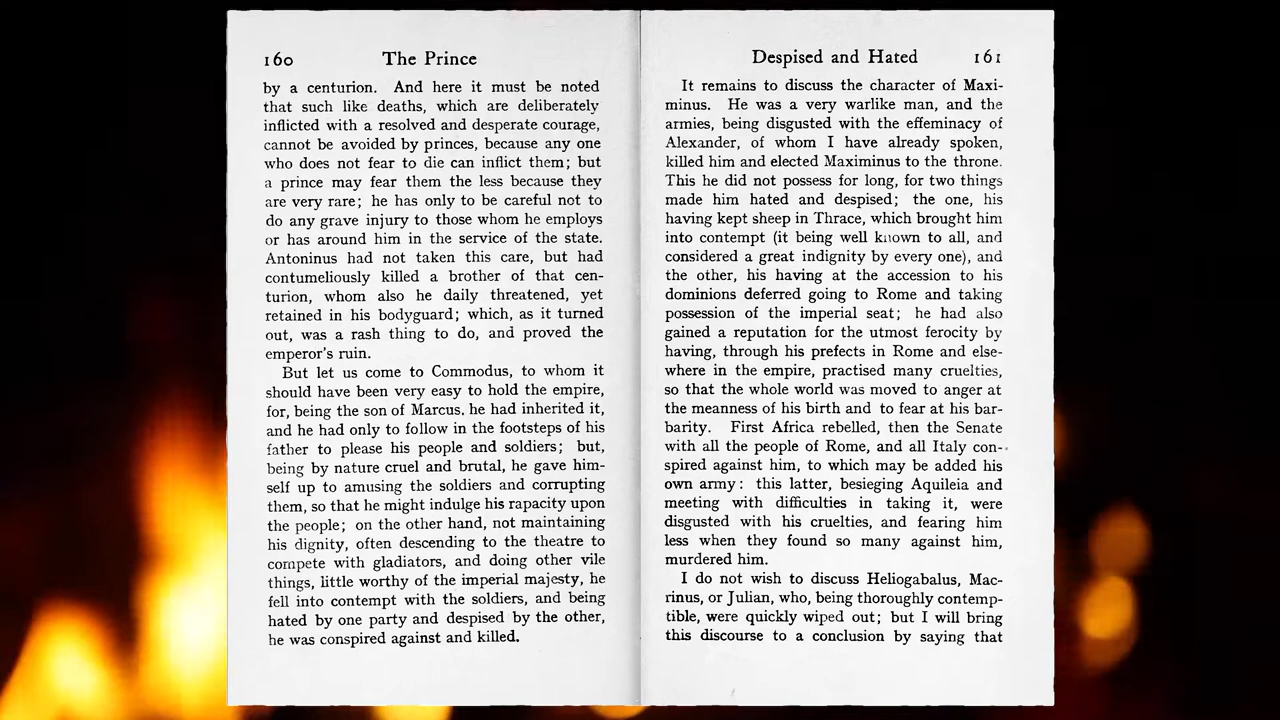 160 The Prince
by a centurion. And here it must be noted
that such like deaths, which are deliberately
inflicted with a resolved and desperate courage,
cannot be avoided by princes, because any one
who does not fear to die can inflict them; but
a prince may fear them the less because they
are very rare; he has only to be careful not to
do any grave injury to those whom he employs
or has around him in the service of the state.
Antoninus had not taken this care, but had
contumeliously killed a brother of that cen-
turion, whom also he daily threatened, yet
retained in his bodyguard; which, as it turned
out, was a rash thing to do, and proved the
emperor's ruin.
But let us come to Commodus, to whom it
should have been very easy to hold the empire,
for, being the son of Marcus, he had inherited it,
and he had only to follow in the footsteps of his
father to please his people and soldiers; but,
being by nature cruel and brutal, he gave him-
self up to amusing the soldiers and corrupting
them, so that he might indulge his rapacity upon
the people; on the other hand, not maintaining
his dignity, often descending to the theatre to
compete with gladiators, and doing other vile
things, little worthy of the imperial majesty, he
fell into contempt with the soldiers, and being
hated by one party and despised by the other,
he was conspired against and killed.
Despised and Hated 161
It remains to discuss the character of Maxi-
minus. He was a very warlike man, and the
armies, being disgusted with the effeminacy of
Alexander, of whom I have already spoken,
killed him and elected Maximinus to the throne.
This he did not possess for long, for two things
made him hated and despised; the one, his
having kept sheep in Thrace, which brought him
into contempt (it being well known to all, and
considered a great indignity by every one), and
the other, his having at the accession to his
dominions deferred going to Rome and taking
possession of the imperial seat; he had also
gained a reputation for the utmost ferocity by
having, through his prefects in Rome and else-
where in the empire, practised many cruelties,
so that the whole world was moved to anger at
the meanness of his birth and to fear at his bar-
barity. First Africa rebelled, then the Senate
with all the people of Rome, and all Italy con-
spired against him, to which may be added his
own army: this latter, besieging Aquileia and
meeting with difficulties in taking it, were
disgusted with his cruelties, and fearing him
less when they found so many against him,
murdered him.
I do not wish to discuss Heliogabalus, Mac-
rinus, or Julian, who, being thoroughly contemp-
tible, were quickly wiped out; but I will bring
this discourse to a conclusion by saying that